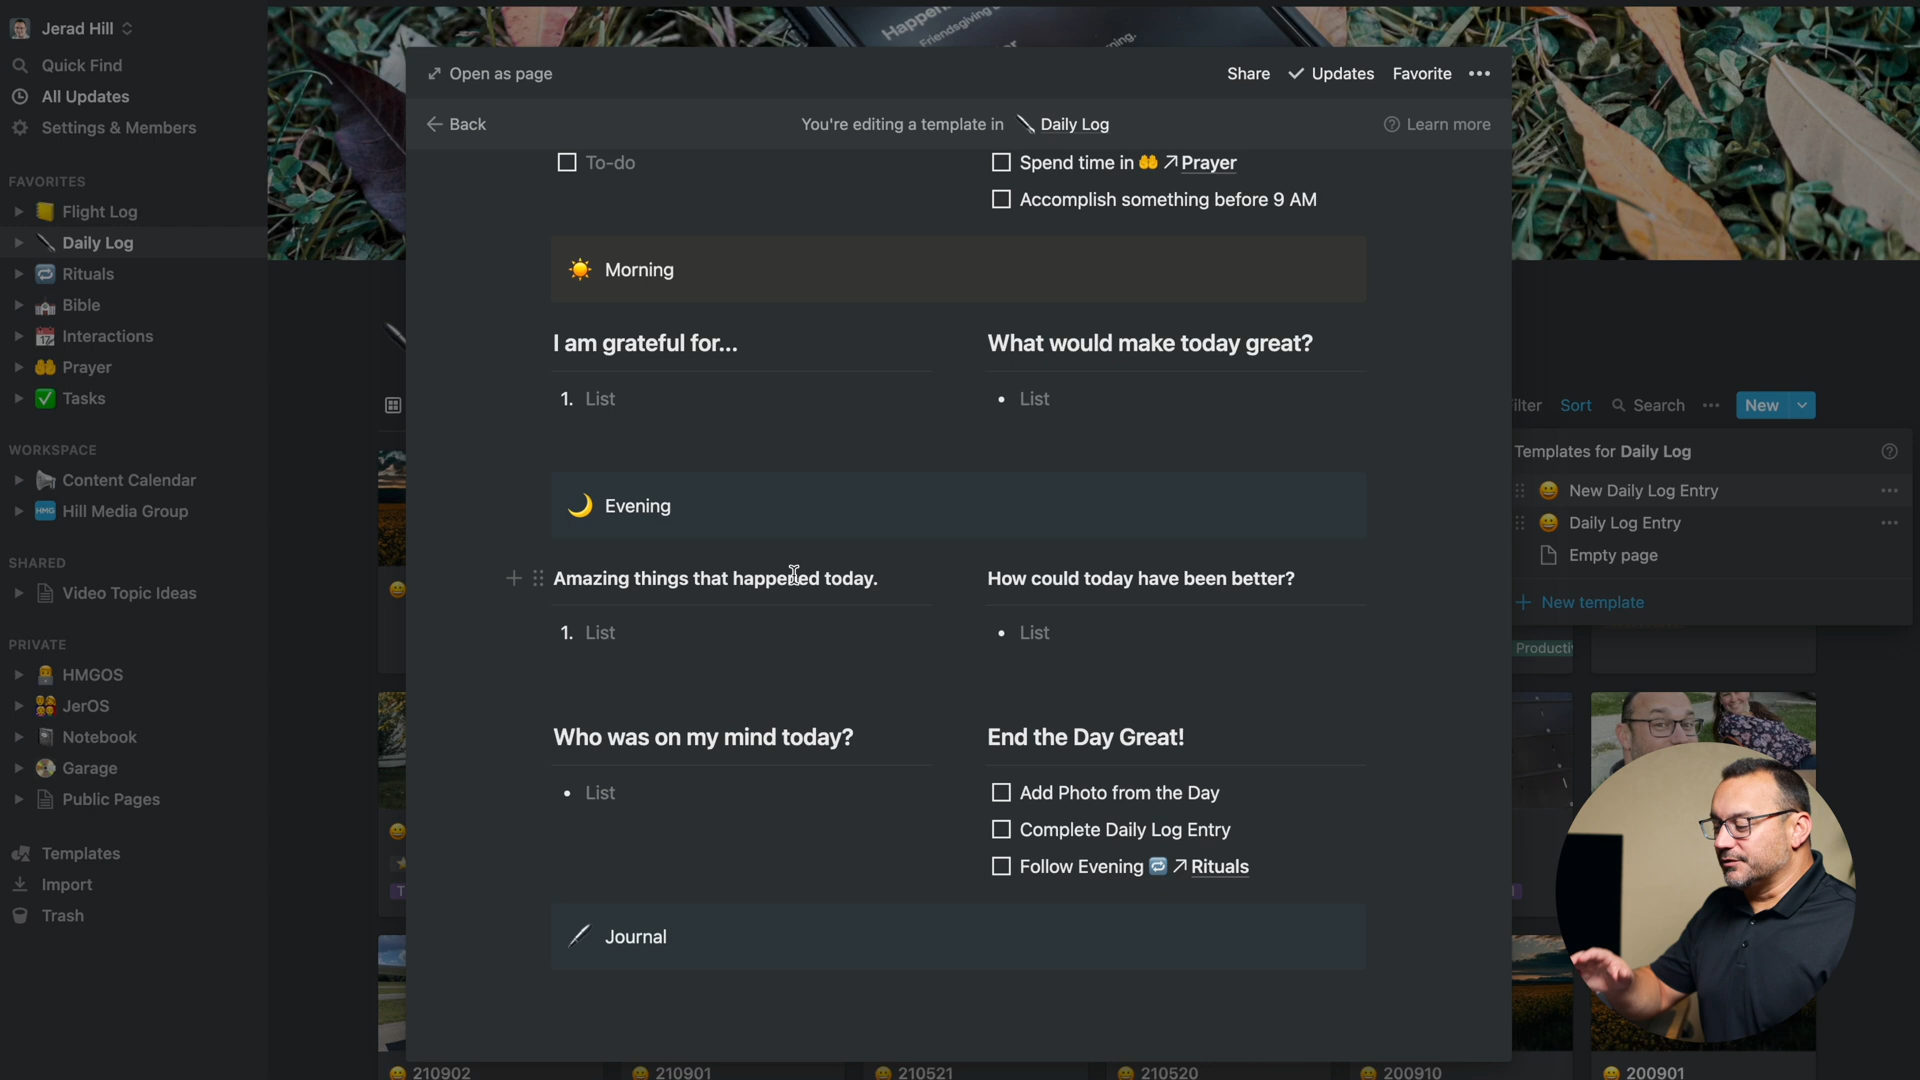 Jerad Hill
Quick Find
All Updates
Settings & Members
FAVORITES
Flight Log
Daily Log
Rituals
Bible
Interactions
Prayer
Tasks
WORKSPACE
Content Calendar
HMG Hill Media Group
SHARED
Video Topic Ideas
PRIVATE
HMGOS
JerOS
Notebook
Garage
Public Pages
Templates
Import
Trash
Happen
Friendsgiving
Open as page
Share Updates Favorite
Back
You're editing a template in Daily Log
Learn more
To-do
Spend time in Prayer
Accomplish something before 9 AM
Morning
I am grateful for...
1. List
What would make today great?
• List
Evening
Amazing things that happened today.
1. List
How could today have been better?
• List
Who was on my mind today?
• List
End the Day Great!
Add Photo from the Day
Complete Daily Log Entry
Follow Evening Rituals
Journal
Sort Search New
Templates for Daily Log
New Daily Log Entry
Daily Log Entry
Empty page
New template
210902
210901
210521
210520
200910
200901